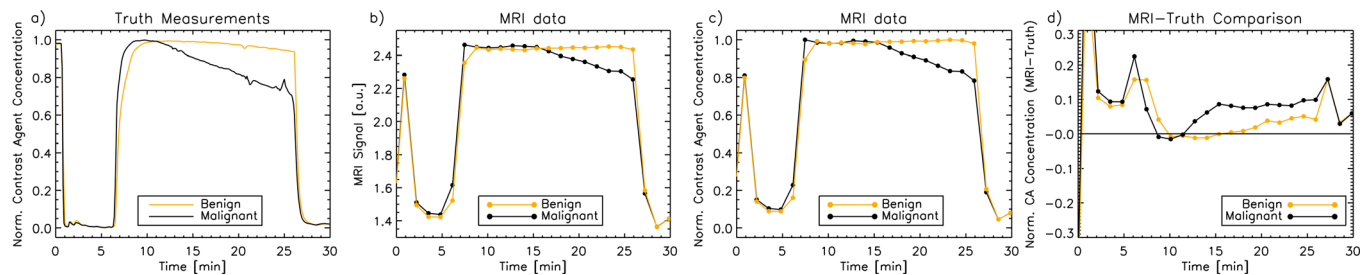 a)
Truth Measurements
Norm. Contrast Agent Concentration
1.0
0.8
0.6
0.4
0.2
0.0
Benign
Malignant
0 5 10 15 20 25 30
Time [min]
b)
MRI data
MRI Signal [a.u.]
2.4
2.2
2.0
1.8
1.6
1.4
Benign
Malignant
0 5 10 15 20 25 30
Time [min]
c)
MRI data
Norm. Contrast Agent Concentration
1.0
0.8
0.6
0.4
0.2
0.0
Benign
Malignant
0 5 10 15 20 25 30
Time [min]
d)
MRI-Truth Comparison
Norm. CA Concentration (MRI-Truth)
0.3
0.2
0.1
-0.0
-0.1
-0.2
-0.3
Benign
Malignant
0 5 10 15 20 25 30
Time [min]